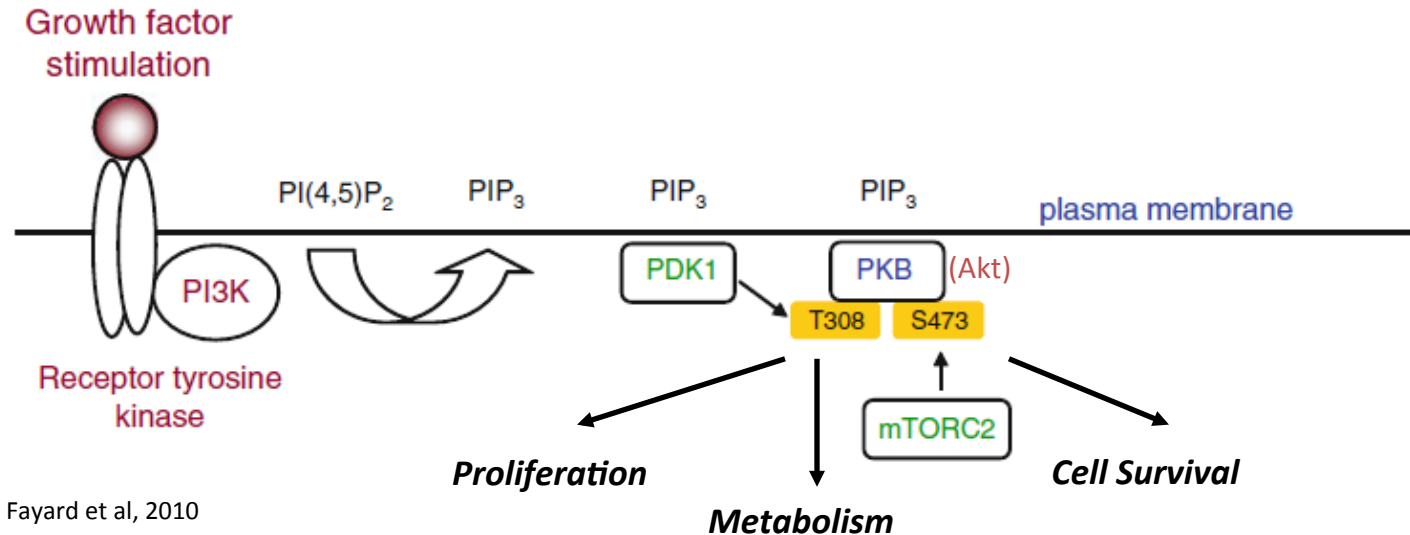 Growth factor
stimulation
PI(4,5)P₂
PIP₃
PIP₃
PIP₃
plasma membrane
PI3K
PDK1
PKB
(Akt)
T308
S473
Receptor tyrosine
kinase
mTORC2
Proliferation
Cell Survival
Metabolism
Fayard et al, 2010